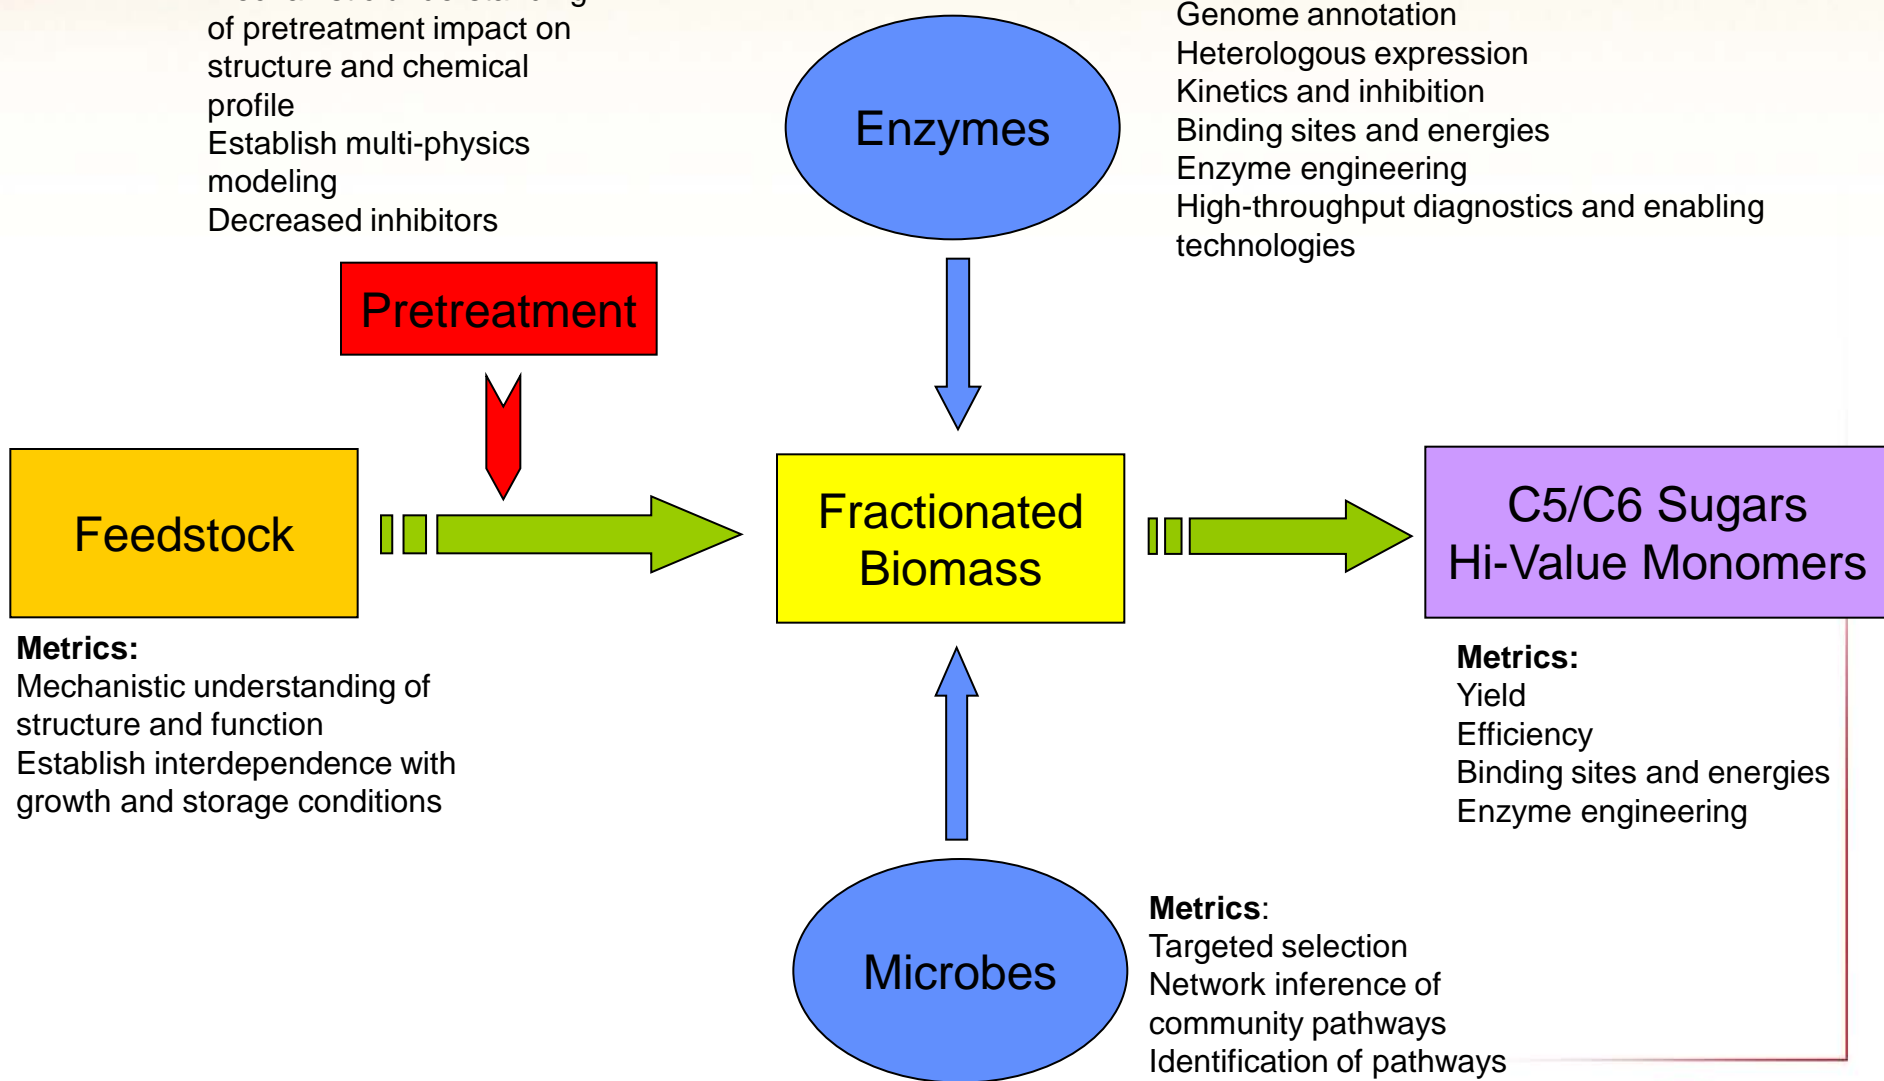 of pretreatment impact on
structure and chemical
profile
Establish multi-physics
modeling
Decreased inhibitors
Enzymes
Genome annotation
Heterologous expression
Kinetics and inhibition
Binding sites and energies
Enzyme engineering
High-throughput diagnostics and enabling
technologies
Pretreatment
Feedstock
Fractionated
Biomass
C5/C6 Sugars
Hi-Value Monomers
Metrics:
Mechanistic understanding of
structure and function
Establish interdependence with
growth and storage conditions
Metrics:
Yield
Efficiency
Binding sites and energies
Enzyme engineering
Microbes
Metrics:
Targeted selection
Network inference of
community pathways
Identification of pathways